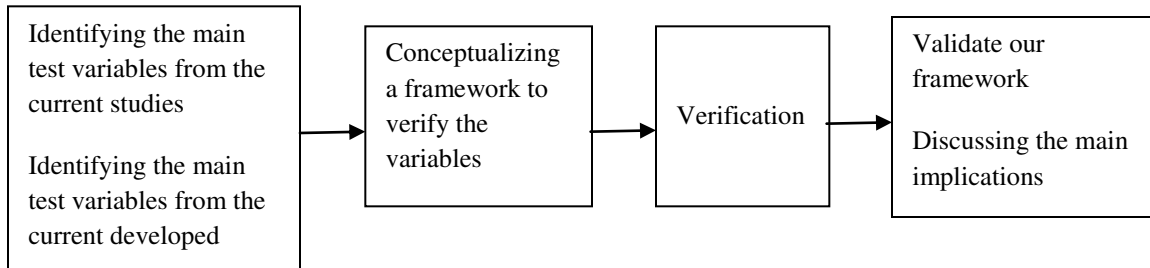 Identifying the main
test variables from the
current studies
Identifying the main
test variables from the
current developed
Conceptualizing
a framework to
verify the
variables
Verification
Validate our
framework
Discussing the main
implications